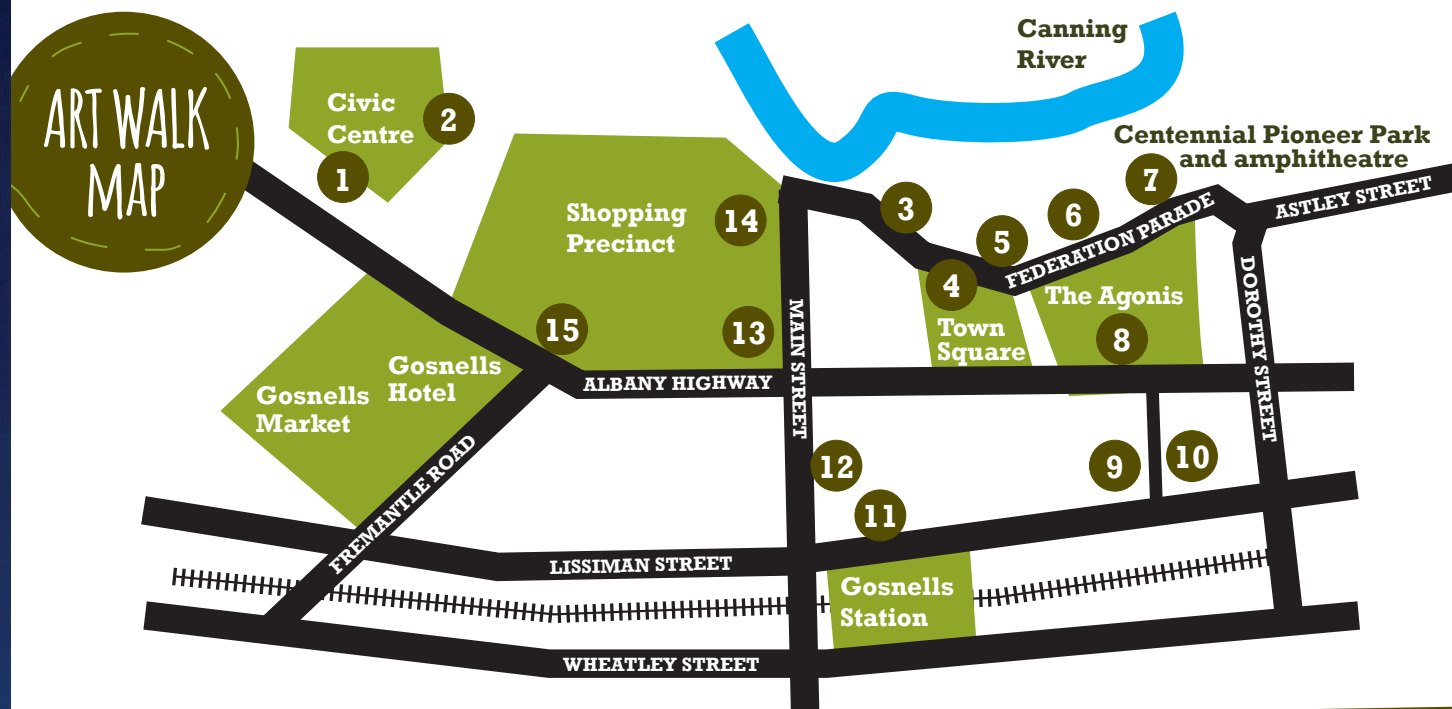 ART WALK
MAP
Civic
Centre
2
1
Canning
River
Centennial Pioneer Park
and amphitheatre
Shopping
Precinct
14
3
5
6
7
FEDERATION PARADE
ASTLEY STREET
4
Town
Square
The Agonis
8
DOROTHY STREET
15
13
MAIN STREET
ALBANY HIGHWAY
Gosnells
Hotel
Gosnells
Market
FREMANTLE ROAD
12
11
9
10
LISSIMAN STREET
Gosnells
Station
WHEATLEY STREET